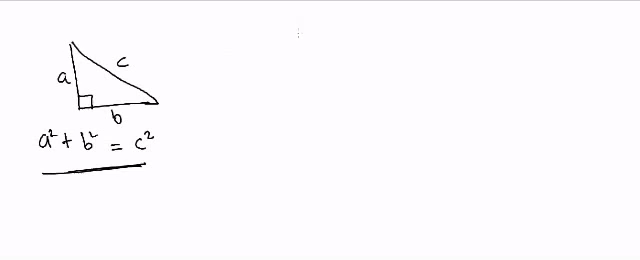 c
a
b
a² + b² = c²